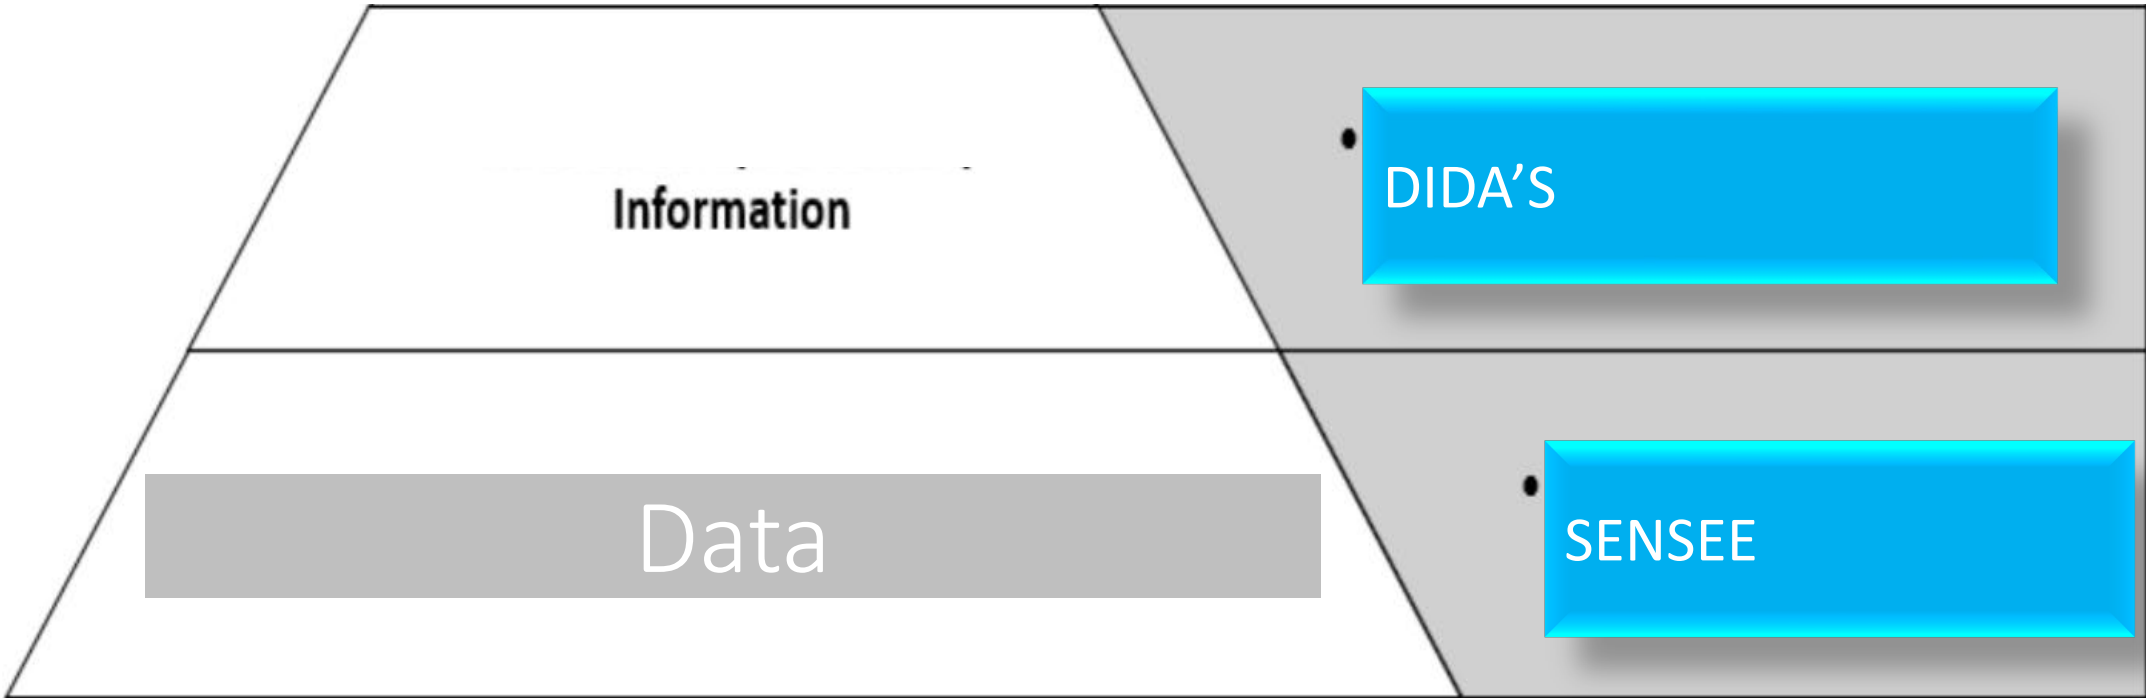 Information
DIDA’S
Data
SENSEE